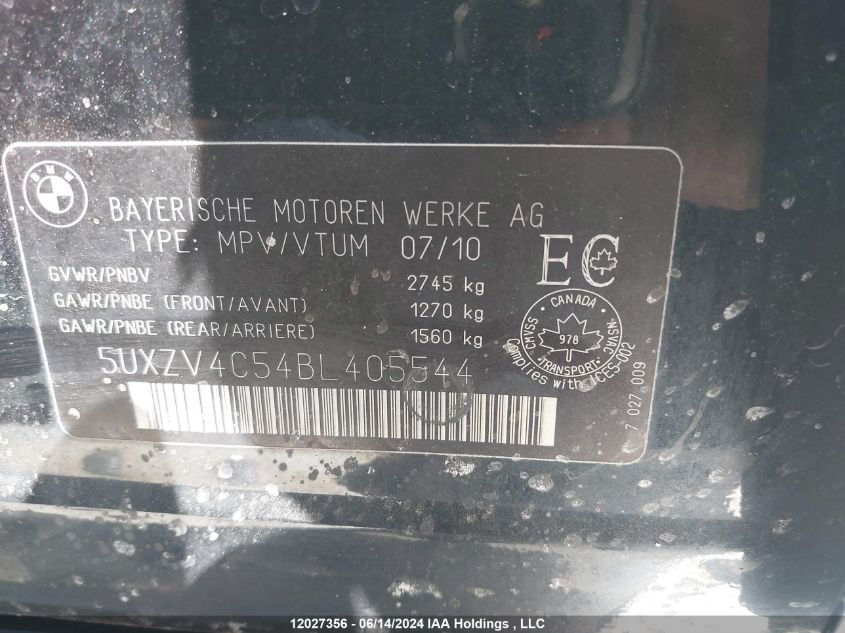 BMW
BAYERISCHE MOTOREN WERKE AG
TYPE: MPV/VTUM 07/10
EC
GVWR/PNBV 2745 kg
GAWR/PNBE (FRONT/AVANT) 1270 kg
GAWR/PNBE (REAR/ARRIERE) 1560 kg
CANADA
CMVSS
NSVAC
978
TRANSPORT
Complies with ICES-002
7 027 009
5UXZV4C54BL405544
12027356 - 06/14/2024 IAA Holdings , LLC